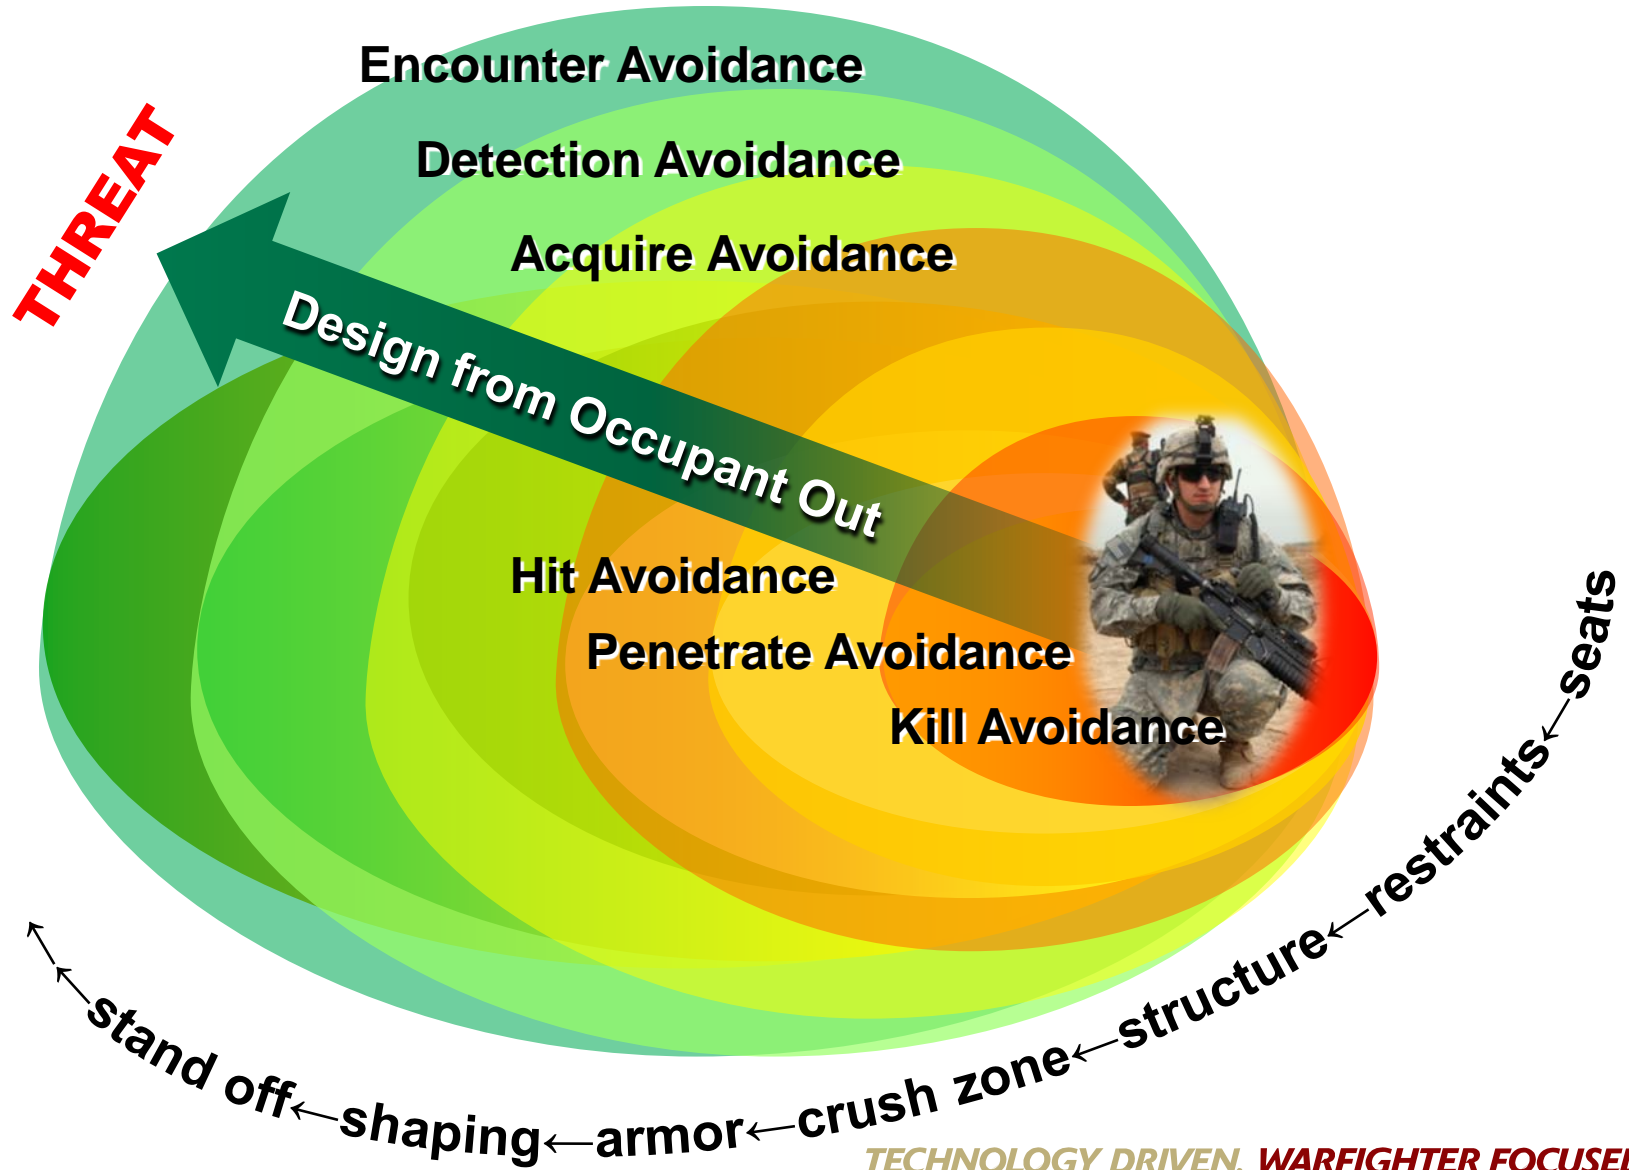 Encounter Avoidance
THREAT
Detection Avoidance
Acquire Avoidance
Design from Occupant Out
Hit Avoidance
Penetrate Avoidance
Kill Avoidance
stand off←shaping←armor←crush zone←structure←restraints←seats
TECHNOLOGY DRIVEN. WARFIGHTER FOCUSE